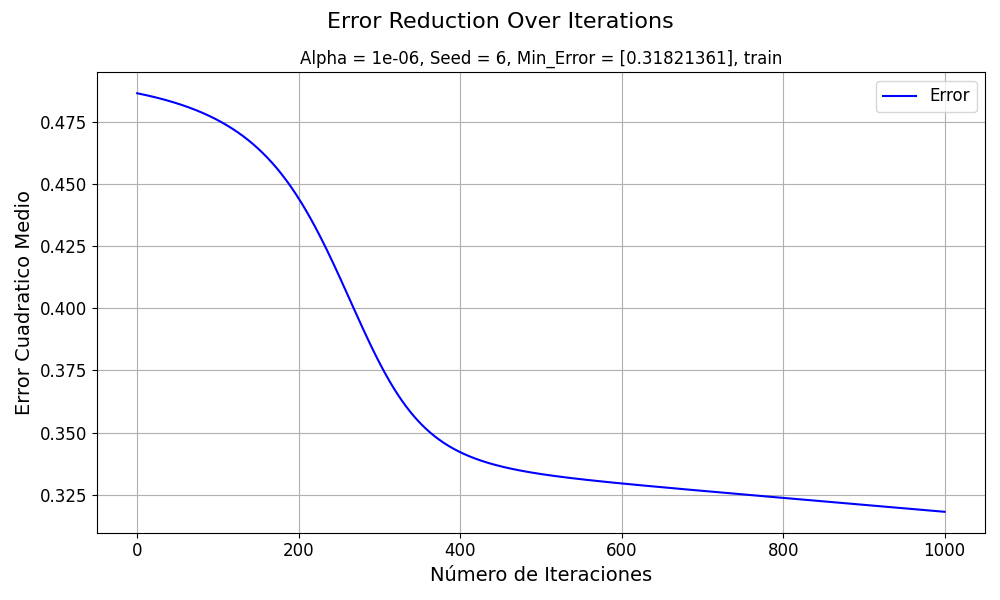 Error Reduction Over Iterations
Alpha = 1e-06, Seed = 6, Min_Error = [0.31821361], train
Error
0.475
0.450
0.425
0.400
0.375
0.350
0.325
Error Cuadratico Medio
0
200
400
600
800
1000
Número de Iteraciones